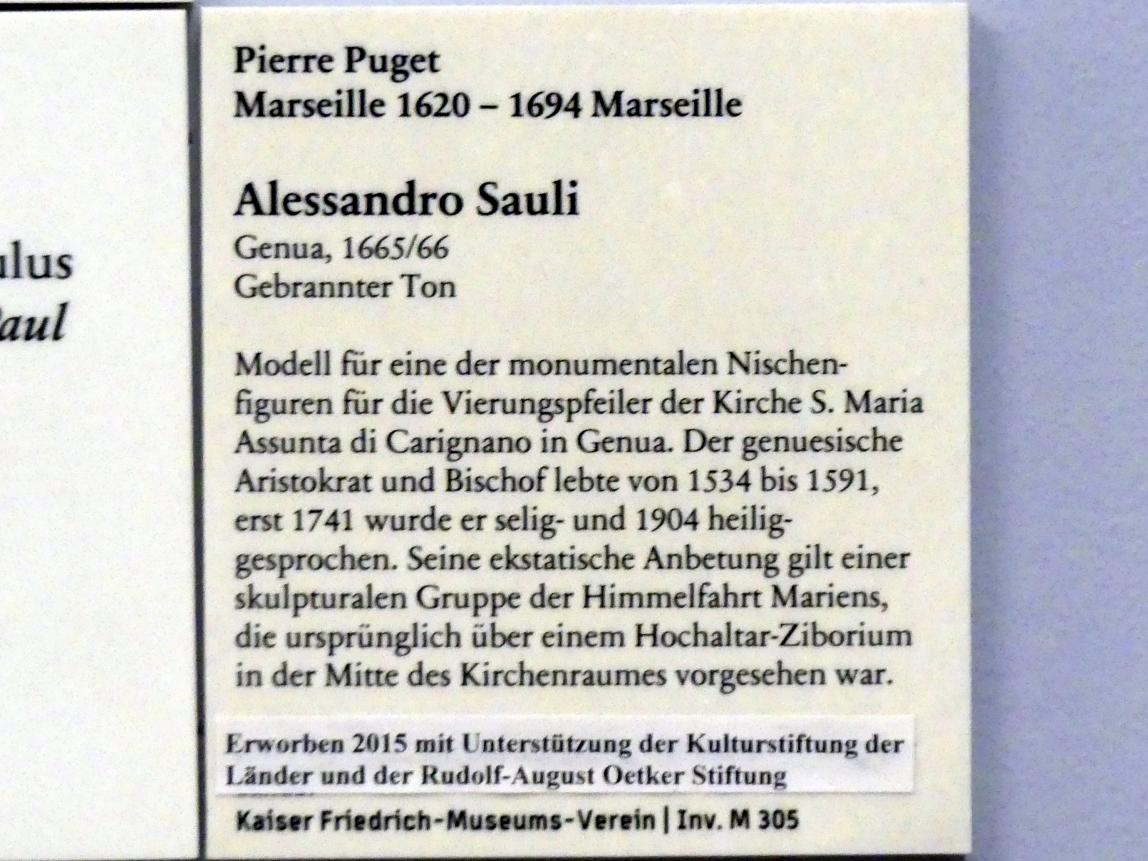 ulus
Paul
Pierre Puget
Marseille 1620 – 1694 Marseille
Alessandro Sauli
Genua, 1665/66
Gebrannter Ton
Modell für eine der monumentalen Nischen-
figuren für die Vierungspfeiler der Kirche S. Maria
Assunta di Carignano in Genua. Der genuesische
Aristokrat und Bischof lebte von 1534 bis 1591,
erst 1741 wurde er selig- und 1904 heilig-
gesprochen. Seine ekstatische Anbetung gilt einer
skulpturalen Gruppe der Himmelfahrt Mariens,
die ursprünglich über einem Hochaltar-Ziborium
in der Mitte des Kirchenraumes vorgesehen war.
Erworben 2015 mit Unterstützung der Kulturstiftung der
Länder und der Rudolf-August Oetker Stiftung
Kaiser Friedrich-Museums-Verein | Inv. M 305